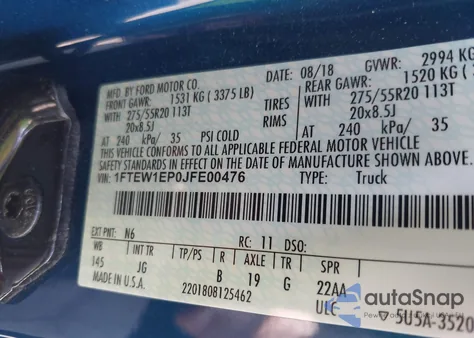 MFD. BY FORD MOTOR CO. DATE: 08/18 GVWR: 2994 KG
FRONT GAWR: 1531 KG ( 3375 LB) REAR GAWR: 1520 KG
WITH 275/55R20 113T TIRES WITH 275/55R20 113T
20x8.5J RIMS 20x8.5J
AT 240 kPa/ 35 PSI COLD AT 240 kPa/ 35
THIS VEHICLE CONFORMS TO ALL APPLICABLE FEDERAL MOTOR VEHICLE
SAFETY STANDARDS IN EFFECT ON THE DATE OF MANUFACTURE SHOWN ABOVE.
VIN: 1FTEW1EP0JFE00476 TYPE: Truck
EXT PNT: N6 RC: 11 DSO:
WB INT TR TP/PS R AXLE TR SPR
145 JG B 19 G 22AA
MADE IN U.S.A. 2201808125462 ULC
autoSnap
5U5A-3520